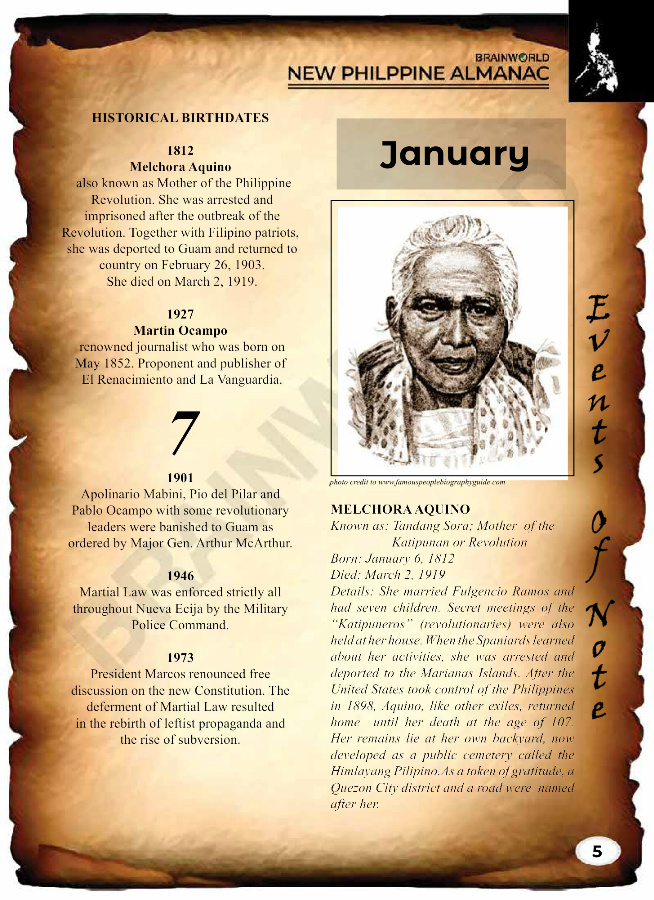 BRAINWORLD
NEW PHILPPINE ALMANAC
HISTORICAL BIRTHDATES
1812
Melchora Aquino
also known as Mother of the Philippine
Revolution. She was arrested and
imprisoned after the outbreak of the
Revolution. Together with Filipino patriots,
she was deported to Guam and returned to
country on February 26, 1903.
She died on March 2, 1919.
1927
Martin Ocampo
renowned journalist who was born on
May 1852. Proponent and publisher of
El Renacimiento and La Vanguardia.
7
1901
Apolinario Mabini, Pio del Pilar and
Pablo Ocampo with some revolutionary
leaders were banished to Guam as
ordered by Major Gen. Arthur McArthur.
1946
Martial Law was enforced strictly all
throughout Nueva Ecija by the Military
Police Command.
1973
President Marcos renounced free
discussion on the new Constitution. The
deferment of Martial Law resulted
in the rebirth of leftist propaganda and
the rise of subversion.
January
photo credit to www.famouspeoplebiographyguide.com
MELCHORA AQUINO
Known as: Tandang Sora; Mother of the
Katipunan or Revolution
Born: January 6, 1812
Died: March 2, 1919
Details: She married Fulgencio Ramos and
had seven children. Secret meetings of the
“Katipuneros” (revolutionaries) were also
held at her house. When the Spaniards learned
about her activities, she was arrested and
deported to the Marianas Islands. After the
United States took control of the Philippines
in 1898, Aquino, like other exiles, returned
home until her death at the age of 107.
Her remains lie at her own backyard, now
developed as a public cemetery called the
Himlayang Pilipino.As a token of gratitude, a
Quezon City district and a road were named
after her.
Events of Note
5
BRAINWORLD